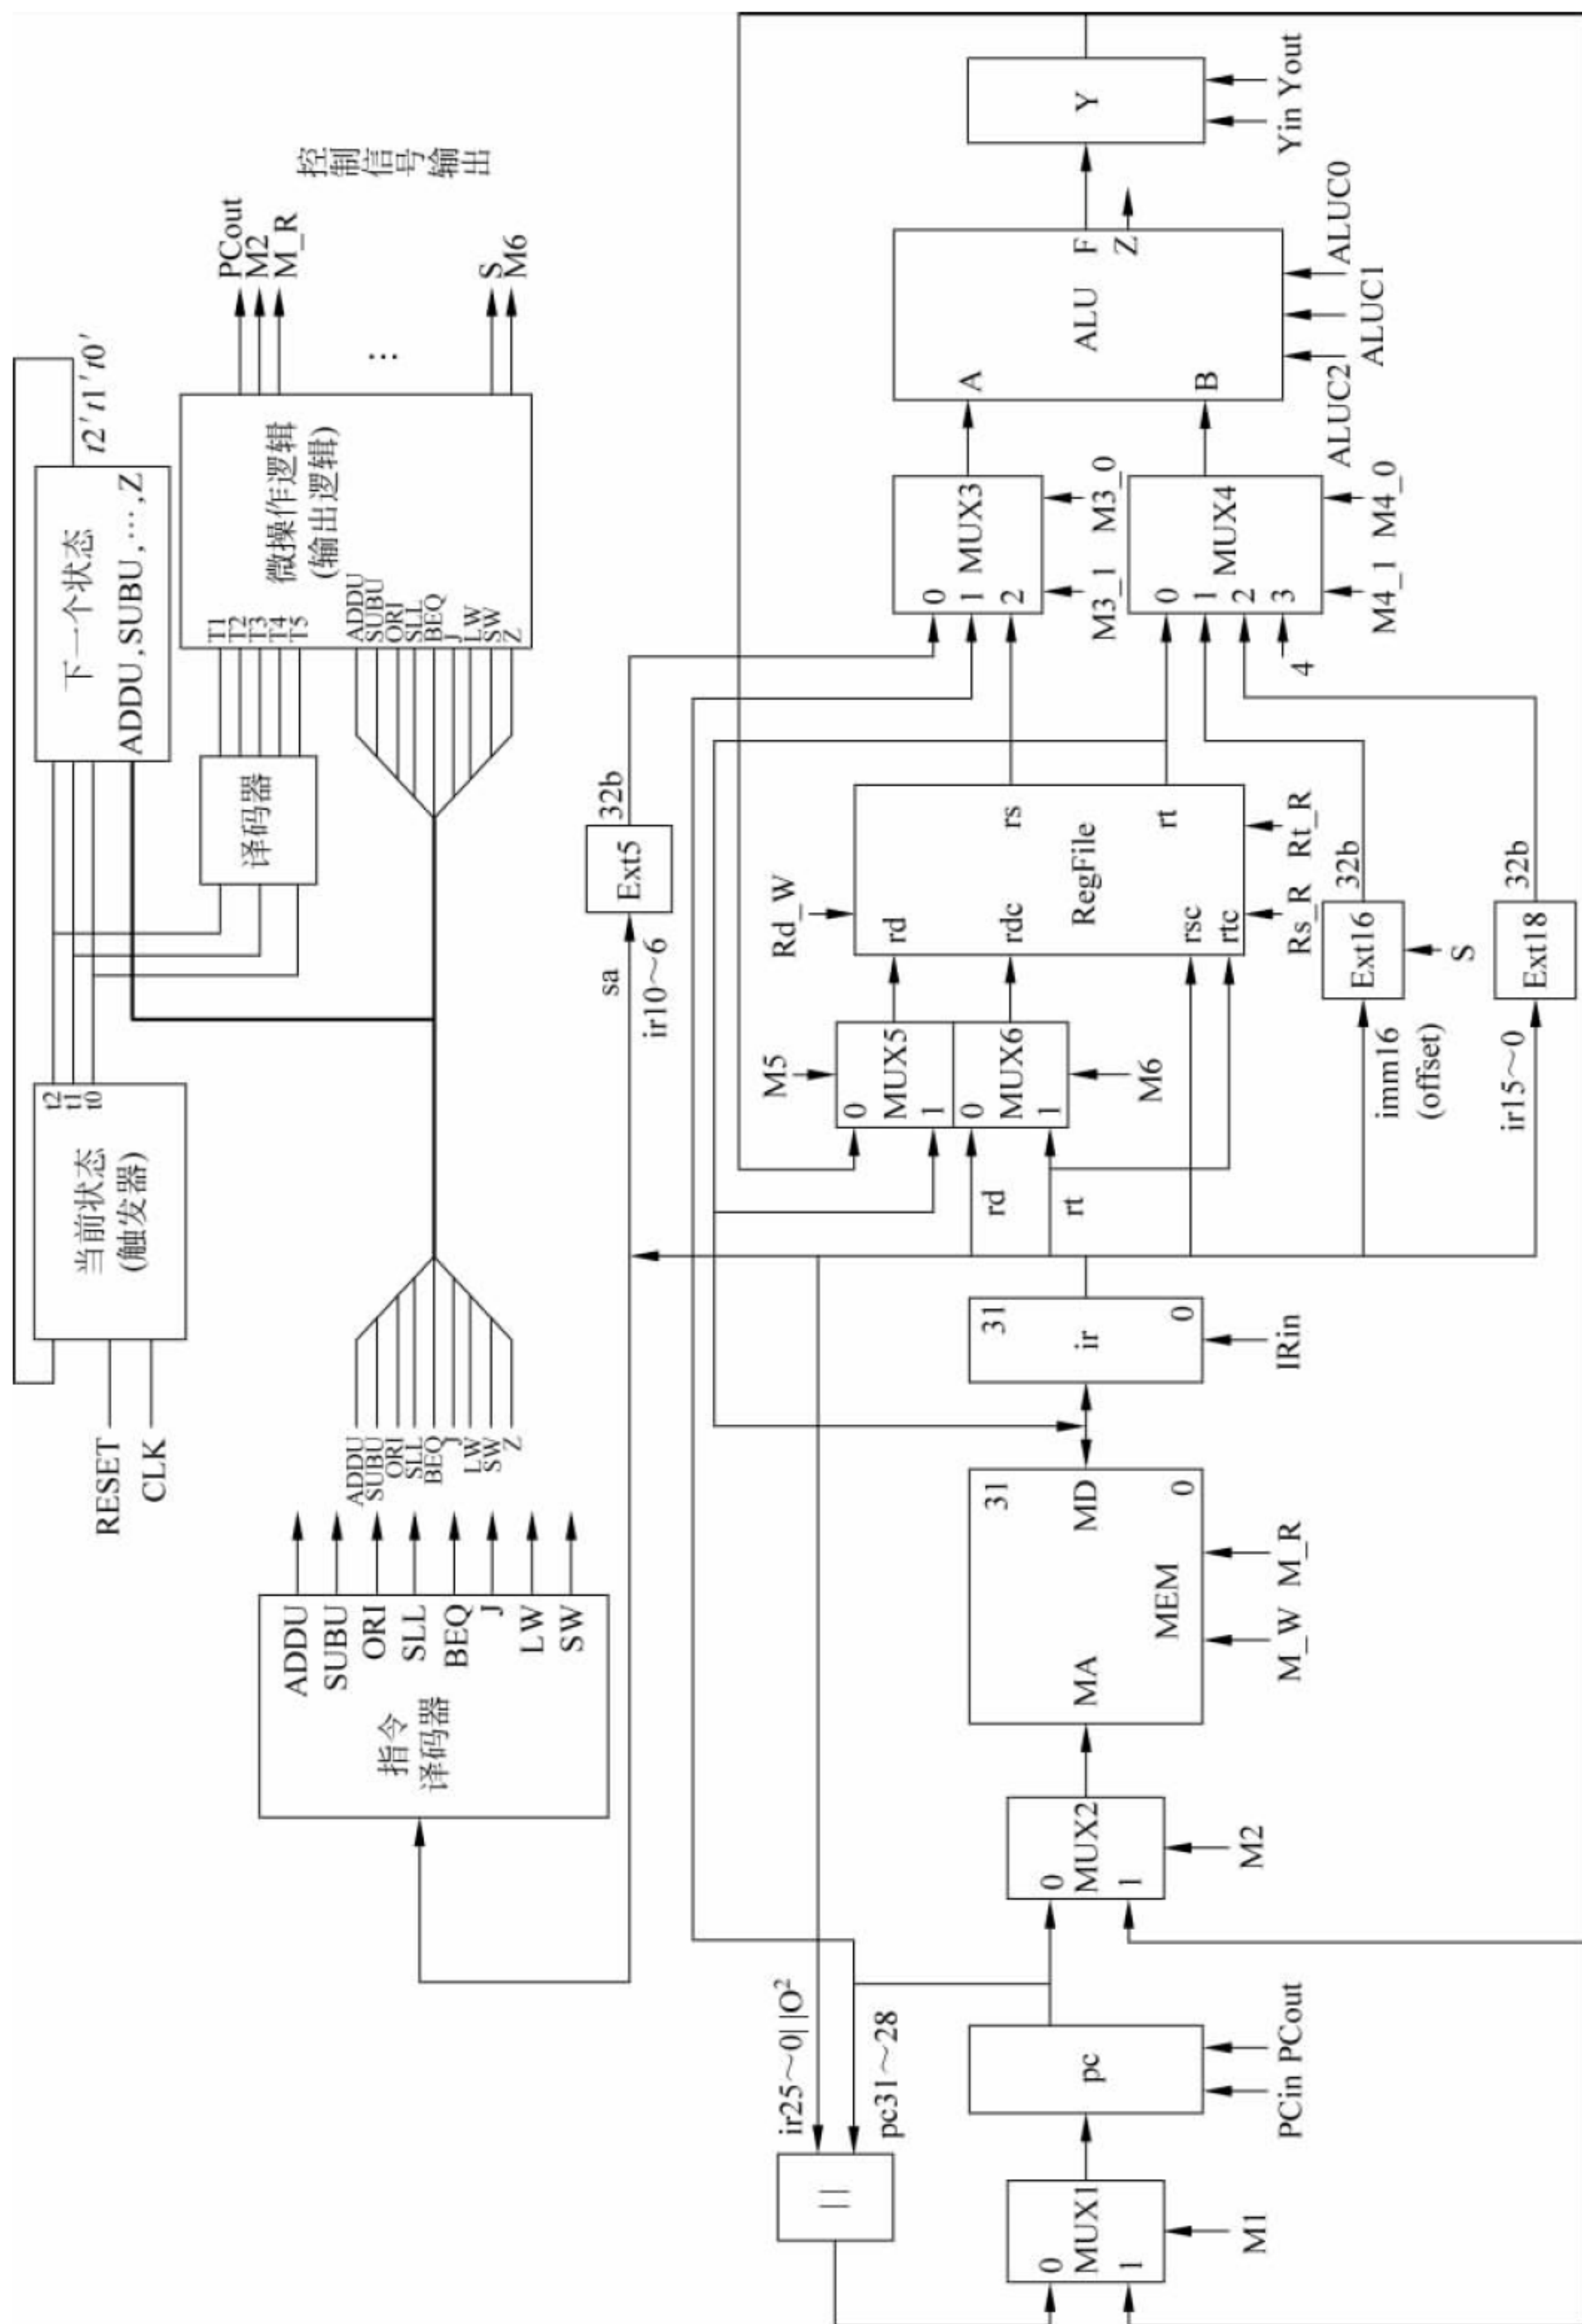 RESET
CLK
当前状态
(触发器)
t2
t1
t0
下一个状态
ADDU,SUBU,…,Z
t2′t1′t0′
译码器
T1
T2
T3
T4
T5
微操作逻辑
(输出逻辑)
ADDU
SUBU
ORI
SLL
BEQ
J
LW
SW
Z
PCout
M2
M_R
⋮
S
M6
控制信号输出
指令
译码器
ADDU
SUBU
ORI
SLL
BEQ
J
LW
SW
ADDU
SUBU
ORI
SLL
BEQ
J
LW
SW
Z
sa
ir10～6
Ext5
32b
ir25～0||O²
pc31～28
||
0
MUX1
1
M1
pc
PCin PCout
0
MUX2
1
M2
MA
MEM
31
MD
0
M_W M_R
31
ir
0
IRin
rd
rt
M5
0
MUX5
1
0
MUX6
1
M6
Rd_W
rd
rdc
rsc
rtc
RegFile
rs
rt
Rs_R Rt_R
imm16
(offset)
Ext16
32b
S
ir15～0
Ext18
32b
0
1
2
MUX3
M3_1 M3_0
0
1
2
3
MUX4
4
M4_1 M4_0
A
B
ALU
F
Z
ALUC2
ALUC1
ALUC0
Y
Yin Yout